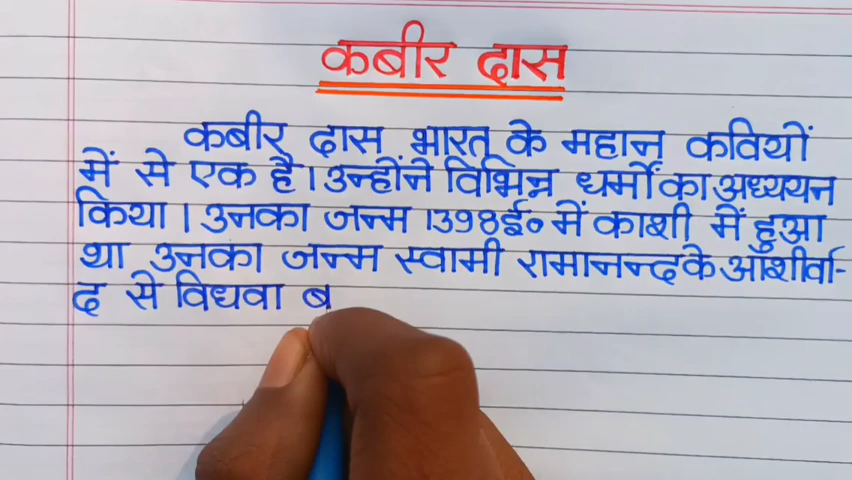 कबीर दास
कबीर दास भारत के महान कवियों
में से एक है। उन्होंने विभिन्न धर्मों का अध्ययन
किया। उनका जन्म 1398ई० में काशी में हुआ
था उनका जन्म स्वामी रामानन्द के आशीर्वा-
द से विधवा ब